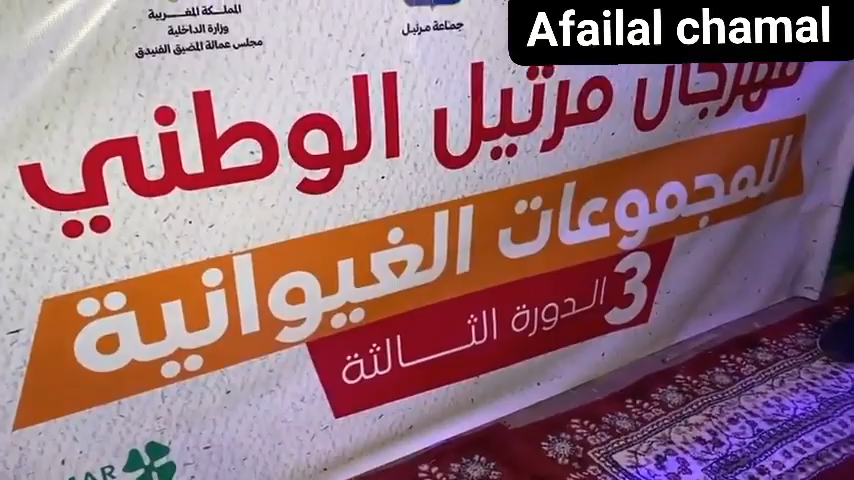 Afailal chamal
المملكة المغربية
وزارة الداخلية
مجلس عمالة المضيق الفنيدق
جماعة مرتيل
مهرجان مرتيل الوطني
للمجموعات الغيوانية
3 الدورة الثالثة